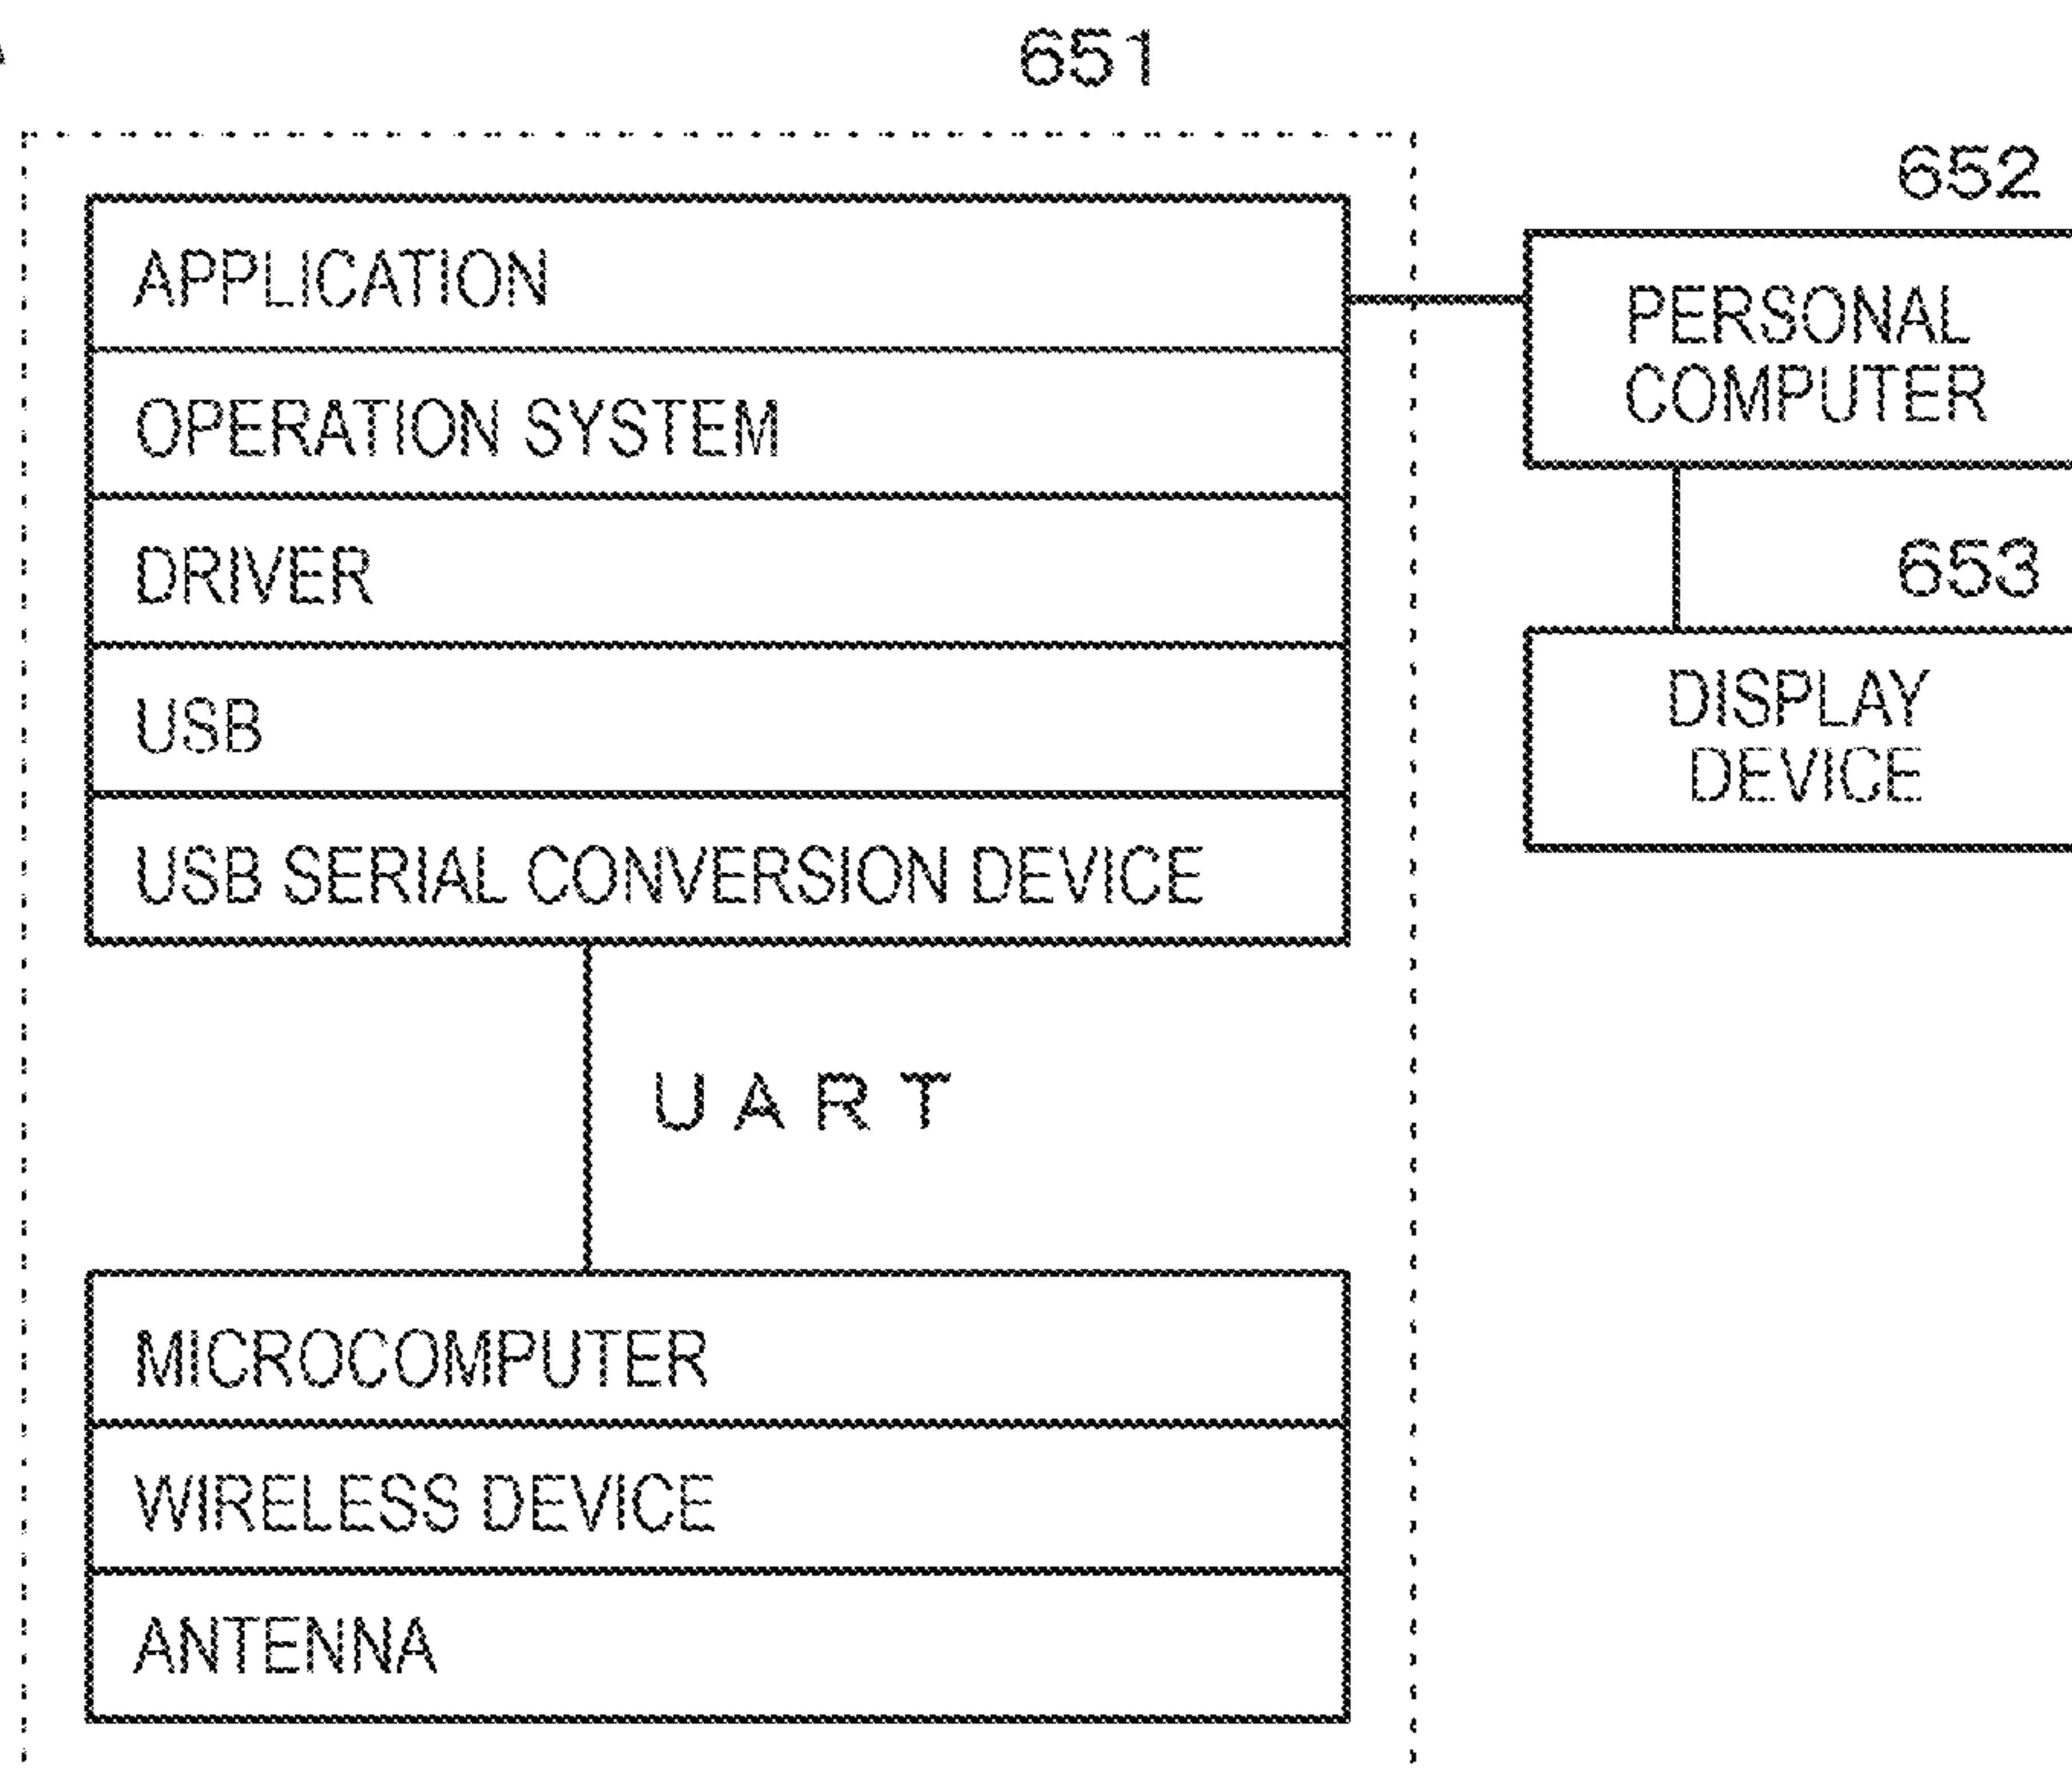 651
652
APPLICATION
OPERATION SYSTEM
DRIVER
USB
USB SERIAL CONVERSION DEVICE
PERSONAL
COMPUTER
653
DISPLAY
DEVICE
UART
MICROCOMPUTER
WIRELESS DEVICE
ANTENNA